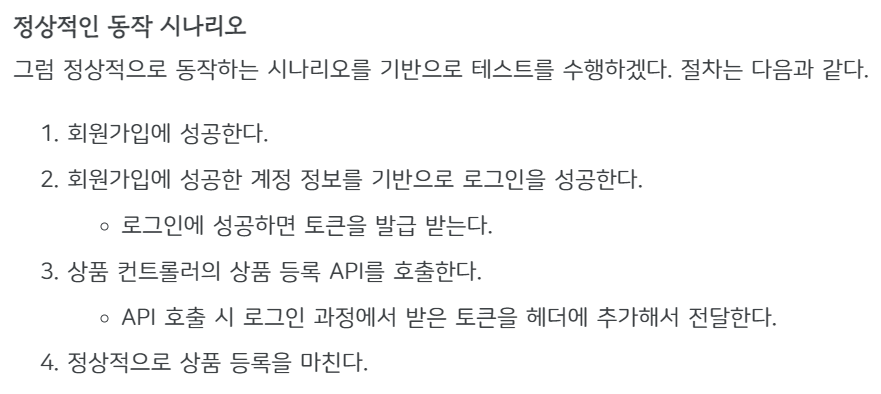 정상적인 동작 시나리오
그럼 정상적으로 동작하는 시나리오를 기반으로 테스트를 수행하겠다. 절차는 다음과 같다.
1. 회원가입에 성공한다.
2. 회원가입에 성공한 계정 정보를 기반으로 로그인을 성공한다.
◦ 로그인에 성공하면 토큰을 발급 받는다.
3. 상품 컨트롤러의 상품 등록 API를 호출한다.
◦ API 호출 시 로그인 과정에서 받은 토큰을 헤더에 추가해서 전달한다.
4. 정상적으로 상품 등록을 마친다.